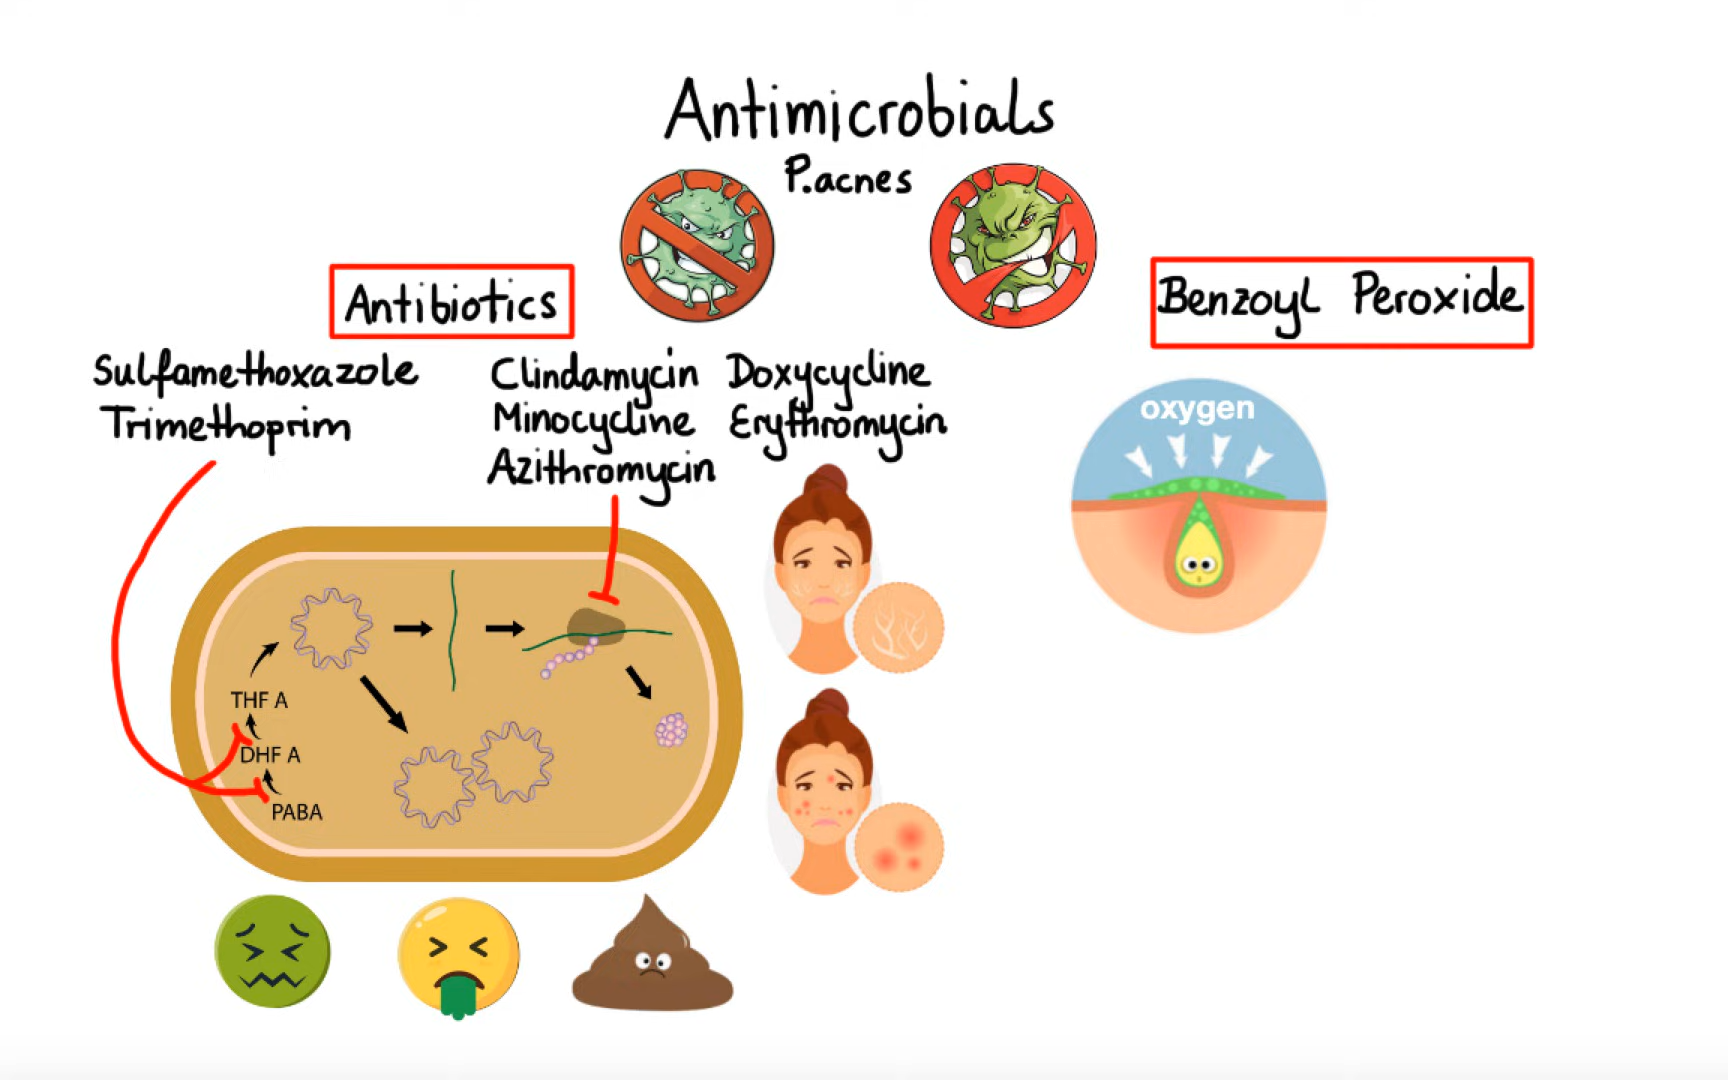 Antimicrobials
P.acnes
Antibiotics
Benzoyl Peroxide
Sulfamethoxazole
Trimethoprim
Clindamycin Doxycycline
Minocycline Erythromycin
Azithromycin
oxygen
THF A
DHF A
PABA